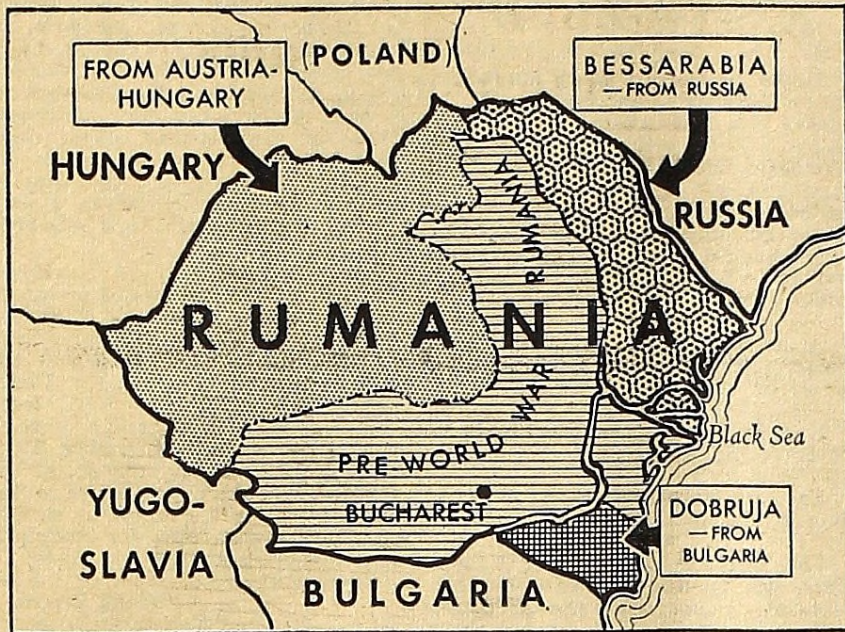 FROM AUSTRIA-
HUNGARY
(POLAND)
BESSARABIA
—FROM RUSSIA
HUNGARY
RUSSIA
RUMANIA
PRE-WORLD WAR RUMANIA
BUCHAREST
Black Sea
YUGO-
SLAVIA
DOBRUJA
—FROM
BULGARIA
BULGARIA